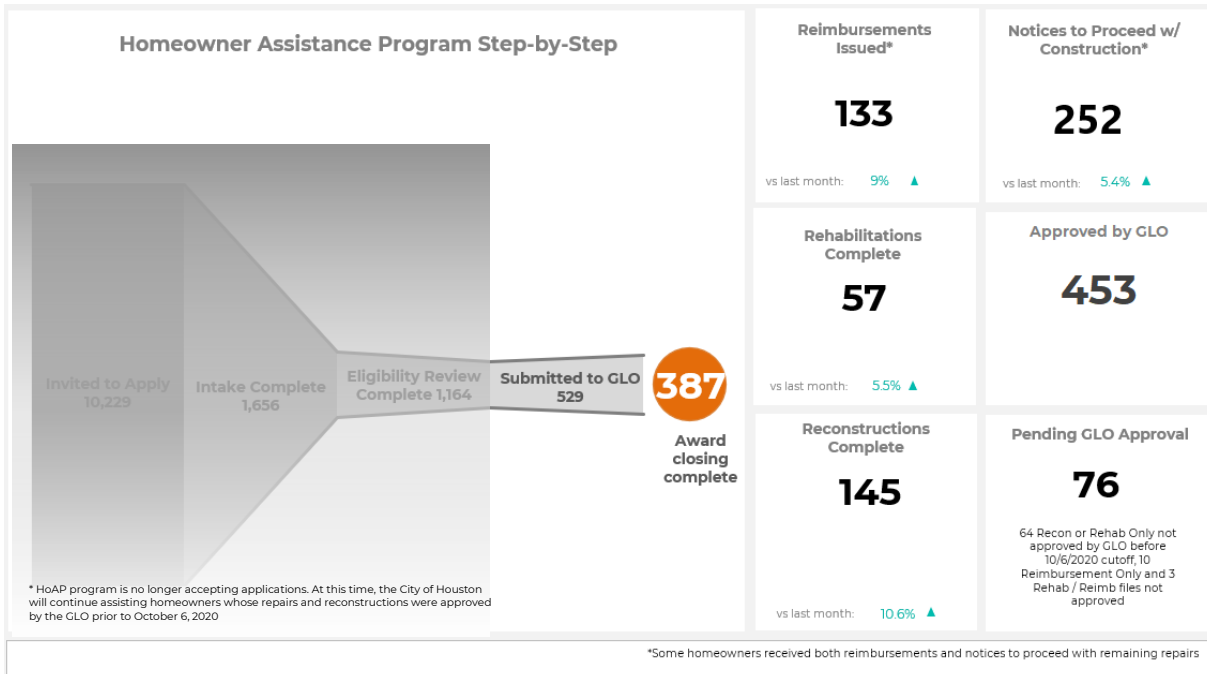 Homeowner Assistance Program Step-by-Step
Invited to Apply
10,229
Intake Complete
1,656
Eligibility Review
Complete 1,164
Submitted to GLO
529
387
Award
closing
complete
* HoAP program is no longer accepting applications. At this time, the City of Houston
will continue assisting homeowners whose repairs and reconstructions were approved
by the GLO prior to October 6, 2020
Reimbursements
Issued*
133
vs last month: 9% ▲
Notices to Proceed w/
Construction*
252
vs last month: 5.4% ▲
Rehabilitations
Complete
57
vs last month: 5.5% ▲
Approved by GLO
453
Reconstructions
Complete
145
vs last month: 10.6% ▲
Pending GLO Approval
76
64 Recon or Rehab Only not
approved by GLO before
10/6/2020 cutoff, 10
Reimbursement Only and 3
Rehab / Reimb files not
approved
*Some homeowners received both reimbursements and notices to proceed with remaining repairs